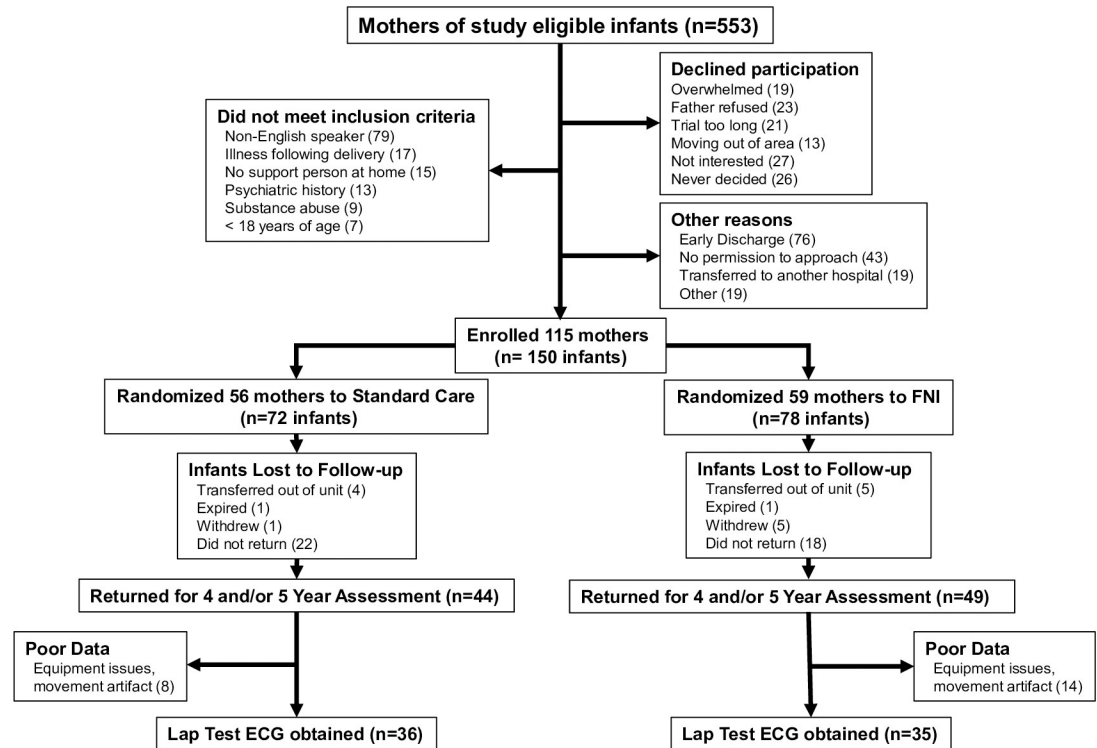 Mothers of study eligible infants (n=553)
Declined participation
Overwhelmed (19)
Father refused (23)
Trial too long (21)
Moving out of area (13)
Not interested (27)
Never decided (26)
Did not meet inclusion criteria
Non-English speaker (79)
Illness following delivery (17)
No support person at home (15)
Psychiatric history (13)
Substance abuse (9)
< 18 years of age (7)
Other reasons
Early Discharge (76)
No permission to approach (43)
Transferred to another hospital (19)
Other (19)
Enrolled 115 mothers
(n= 150 infants)
Randomized 56 mothers to Standard Care
(n=72 infants)
Randomized 59 mothers to FNI
(n=78 infants)
Infants Lost to Follow-up
Transferred out of unit (4)
Expired (1)
Withdrew (1)
Did not return (22)
Infants Lost to Follow-up
Transferred out of unit (5)
Expired (1)
Withdrew (5)
Did not return (18)
Returned for 4 and/or 5 Year Assessment (n=44)
Returned for 4 and/or 5 Year Assessment (n=49)
Poor Data
Equipment issues,
movement artifact (8)
Poor Data
Equipment issues,
movement artifact (14)
Lap Test ECG obtained (n=36)
Lap Test ECG obtained (n=35)